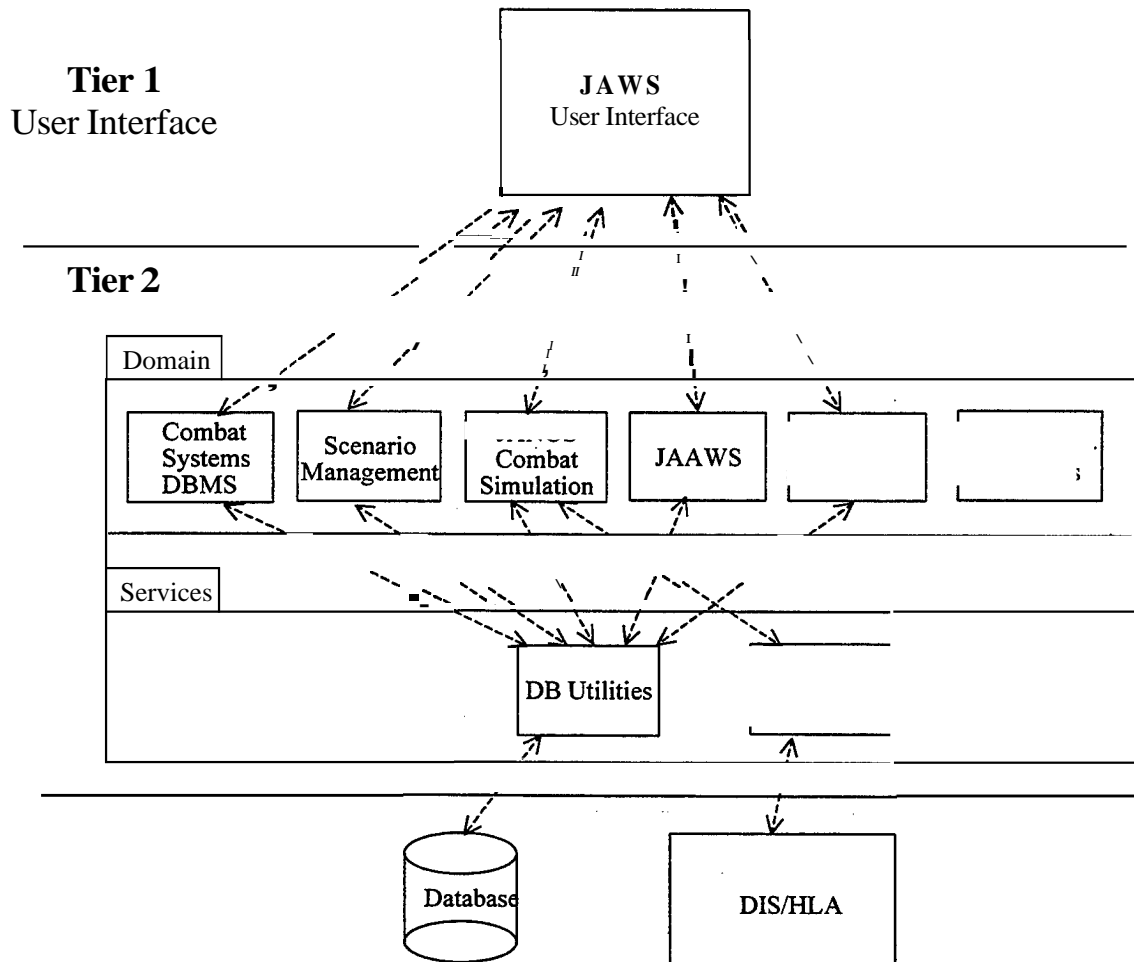 Tier 1
User Interface
JAWS
User Interface
Tier 2
Domain
Combat
Systems
DBMS
Scenario
Management
Combat
Simulation
JAAWS
s
Services
DB Utilities
Database
DIS/HLA